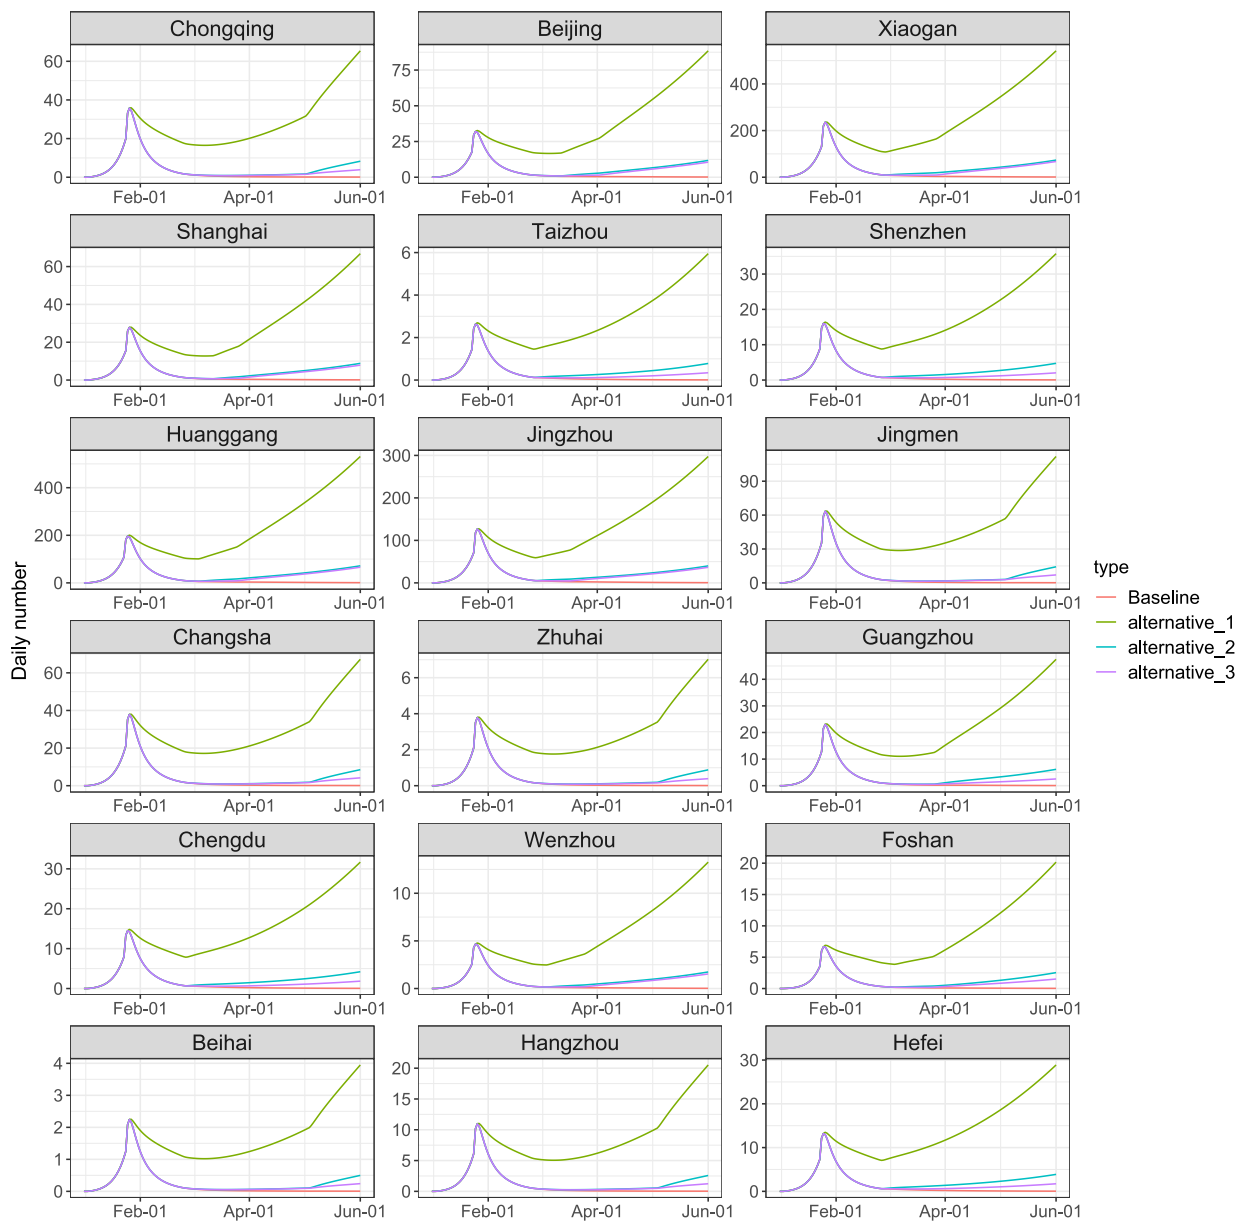 Chongqing
Beijing
Xiaogan
60
40
20
0
Feb-01
Apr-01
Jun-01
75
50
25
0
Feb-01
Apr-01
Jun-01
400
200
0
Feb-01
Apr-01
Jun-01
Shanghai
Taizhou
Shenzhen
60
40
20
0
Feb-01
Apr-01
Jun-01
6
4
2
0
Feb-01
Apr-01
Jun-01
30
20
10
0
Feb-01
Apr-01
Jun-01
Huanggang
Jingzhou
Jingmen
400
200
0
Feb-01
Apr-01
Jun-01
300
200
100
0
Feb-01
Apr-01
Jun-01
90
60
30
0
Feb-01
Apr-01
Jun-01
Daily number
Changsha
Zhuhai
Guangzhou
60
40
20
0
Feb-01
Apr-01
Jun-01
6
4
2
0
Feb-01
Apr-01
Jun-01
40
30
20
10
0
Feb-01
Apr-01
Jun-01
Chengdu
Wenzhou
Foshan
30
20
10
0
Feb-01
Apr-01
Jun-01
10
5
0
Feb-01
Apr-01
Jun-01
20
15
10
5
0
Feb-01
Apr-01
Jun-01
Beihai
Hangzhou
Hefei
4
3
2
1
0
Feb-01
Apr-01
Jun-01
20
15
10
5
0
Feb-01
Apr-01
Jun-01
30
20
10
0
Feb-01
Apr-01
Jun-01
type
Baseline
alternative_1
alternative_2
alternative_3